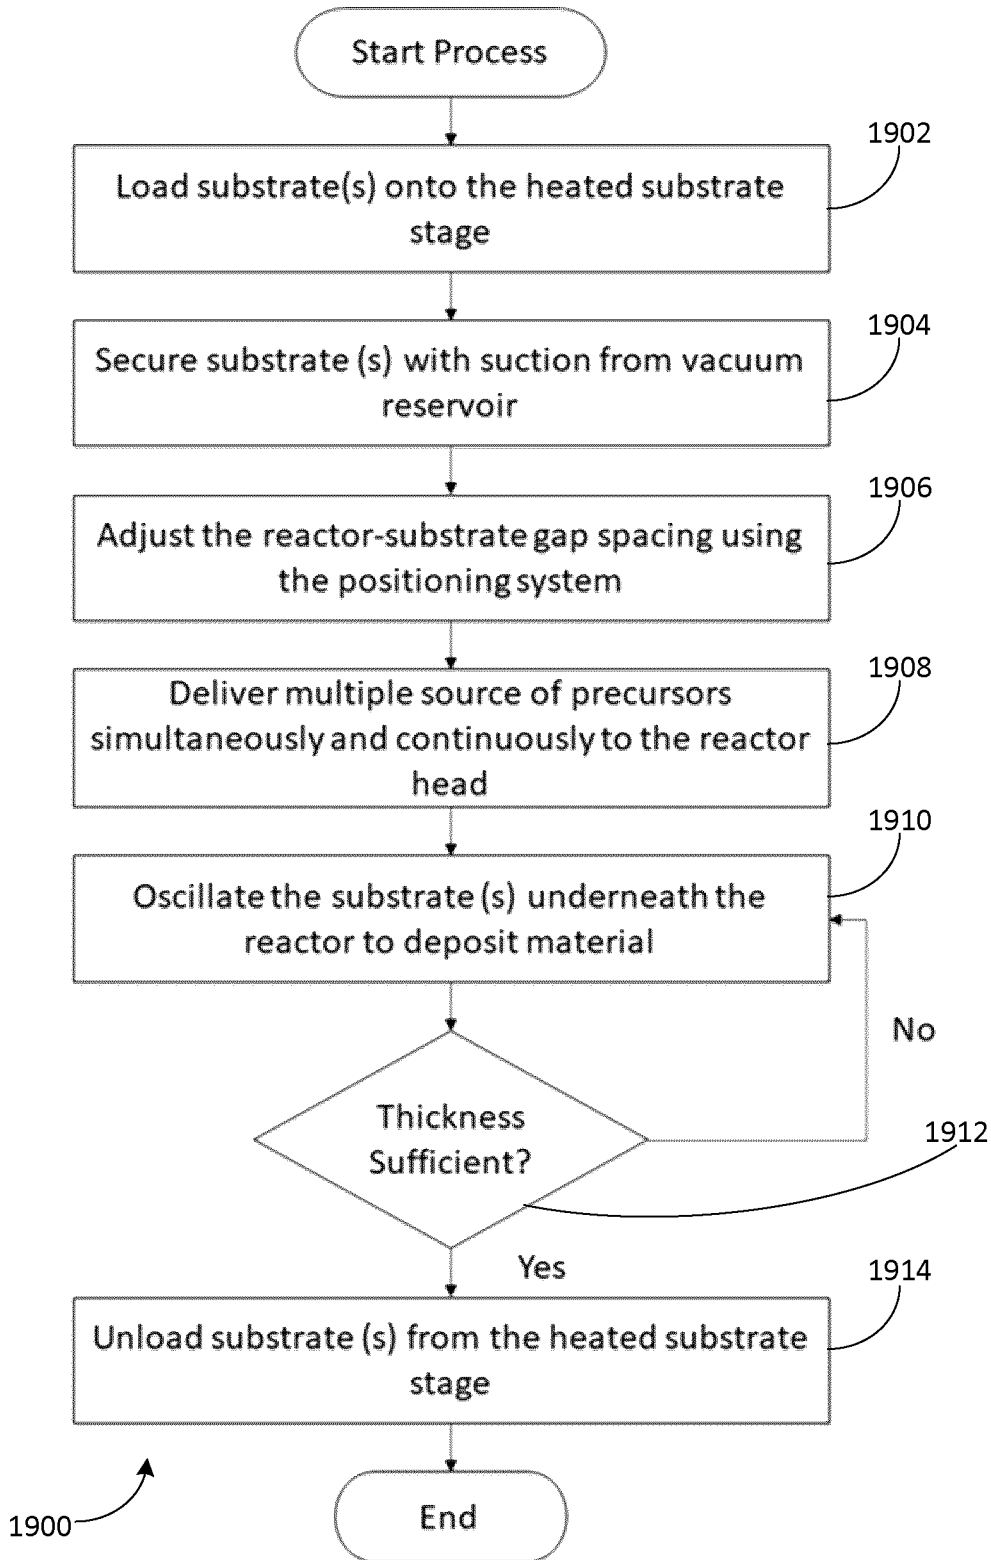 Start Process
1902
Load substrate(s) onto the heated substrate
stage
1904
Secure substrate (s) with suction from vacuum
reservoir
1906
Adjust the reactor-substrate gap spacing using
the positioning system
1908
Deliver multiple source of precursors
simultaneously and continuously to the reactor
head
1910
Oscillate the substrate (s) underneath the
reactor to deposit material
No
Thickness
Sufficient?
1912
Yes
1914
Unload substrate (s) from the heated substrate
stage
End
1900